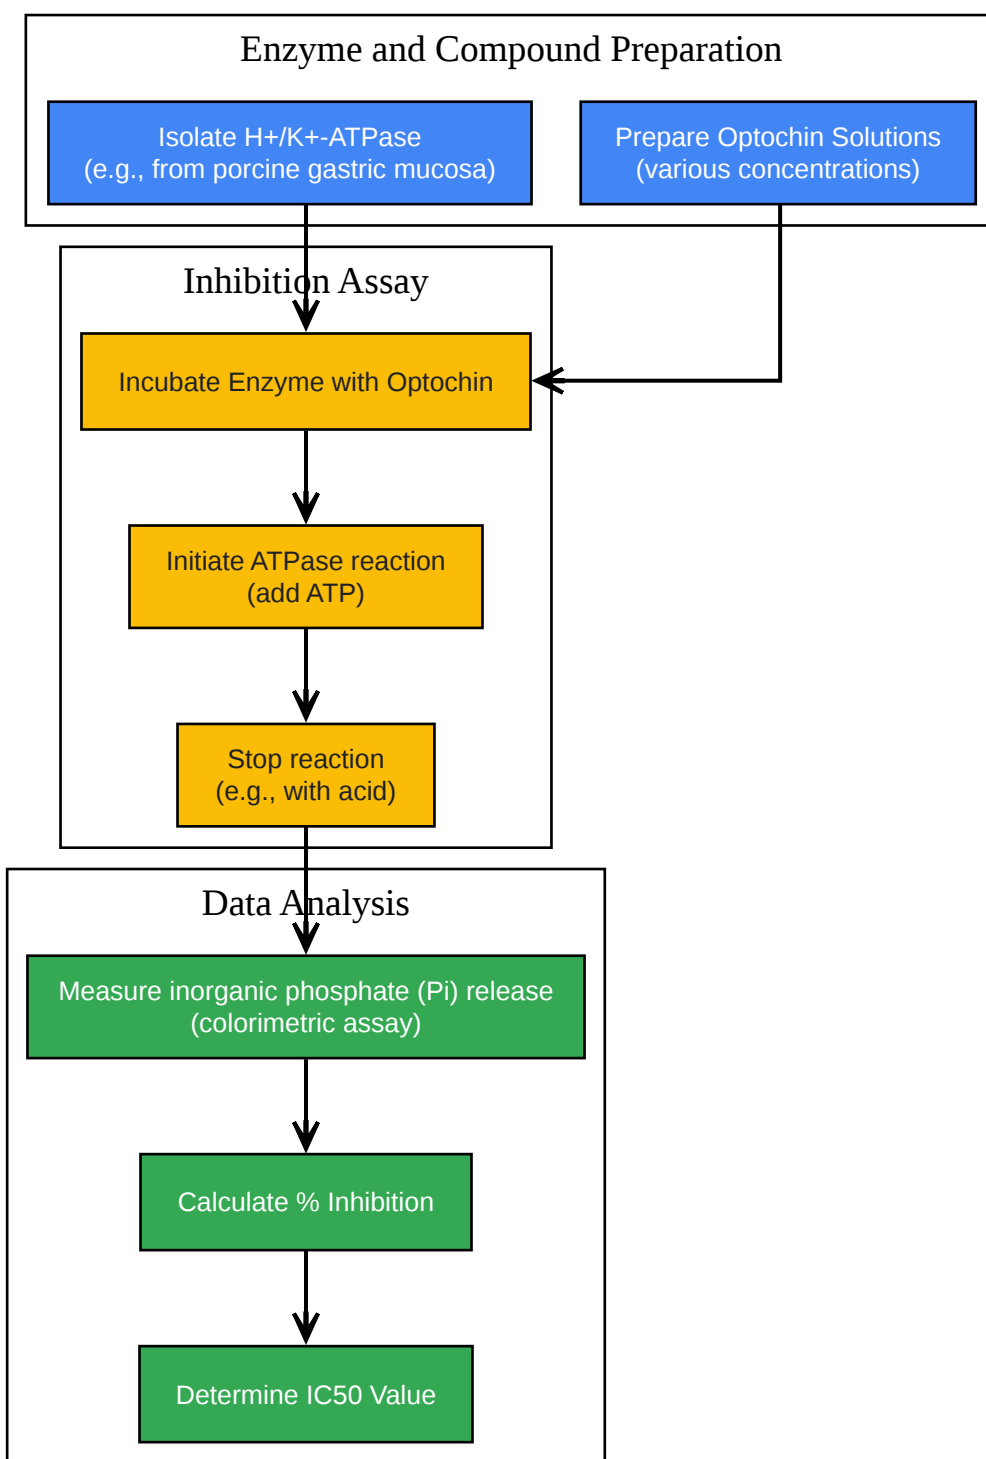 Enzyme and Compound Preparation
Isolate H+/K+-ATPase
(e.g., from porcine gastric mucosa)
Prepare Optochin Solutions
(various concentrations)
Inhibition Assay
Incubate Enzyme with Optochin
Initiate ATPase reaction
(add ATP)
Stop reaction
(e.g., with acid)
Data Analysis
Measure inorganic phosphate (Pi) release
(colorimetric assay)
Calculate % Inhibition
Determine IC50 Value